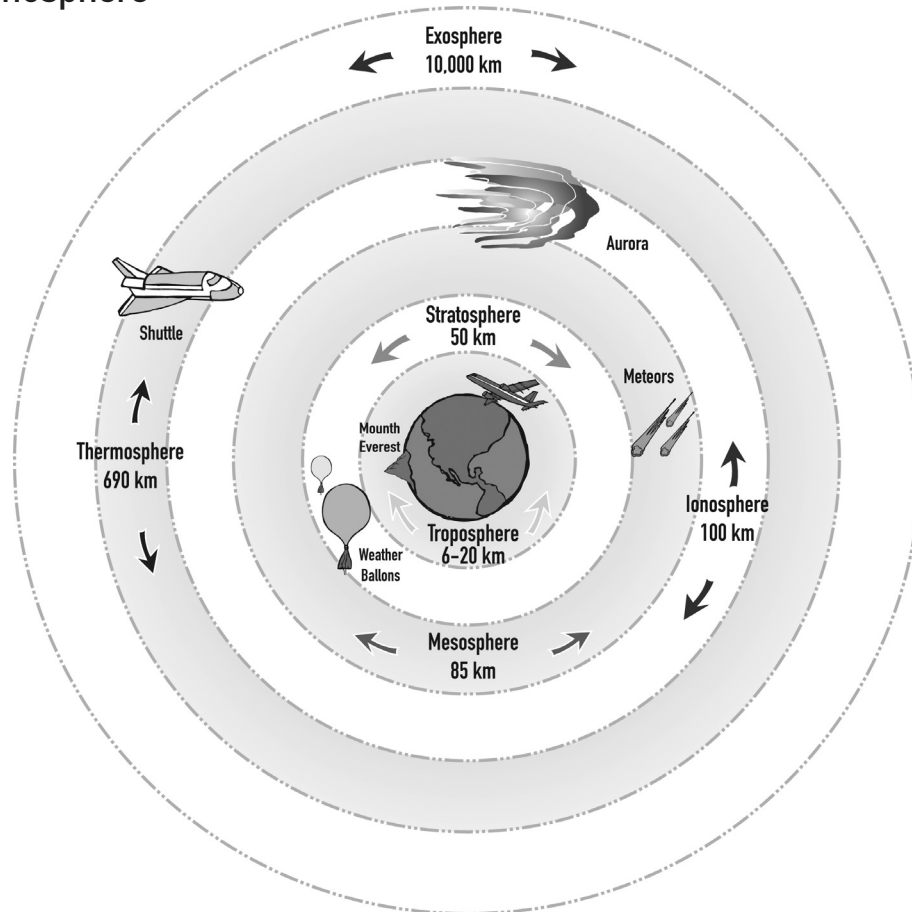 Exosphere
10,000 km
Aurora
Shuttle
Stratosphere
50 km
Meteors
Mounth
Everest
Thermosphere
690 km
Ionosphere
100 km
Troposphere
6–20 km
Weather
Ballons
Mesosphere
85 km